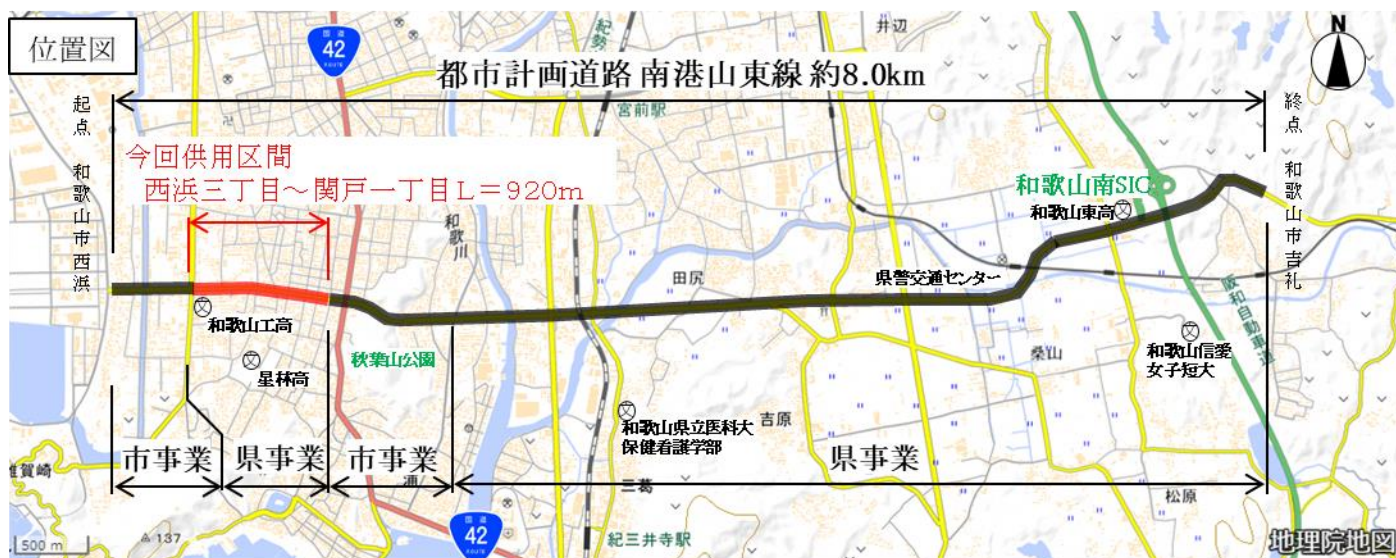 位置図
国道
42
ROUTE
紀勢
井辺
N
都市計画道路 南港山東線 約8.0km
起点 和歌山市西浜
終点 和歌山市吉礼
宮前駅
今回供用区間
西浜三丁目～関戸一丁目L＝920m
和歌川
田尻
和歌山南SIC
和歌山東高
県警交通センター
阪和自動車道
和歌山工高
星林高
秋葉山公園
桑山
和歌山信愛
女子短大
和歌山県立医科大
保健看護学部
吉原
市事業
県事業
市事業
県事業
雑賀崎
浦
三葛
松原
137
国道
42
ROUTE
紀三井寺駅
500 m
地理院地図